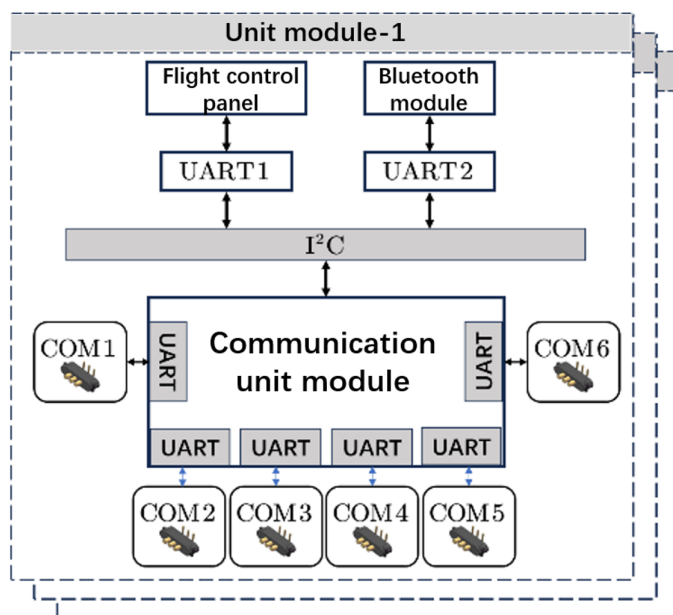 Unit module-1
Flight control
panel
Bluetooth
module
UART1
UART2
I²C
COM1
UART
Communication
unit module
UART
COM6
UART
UART
UART
UART
COM2
COM3
COM4
COM5